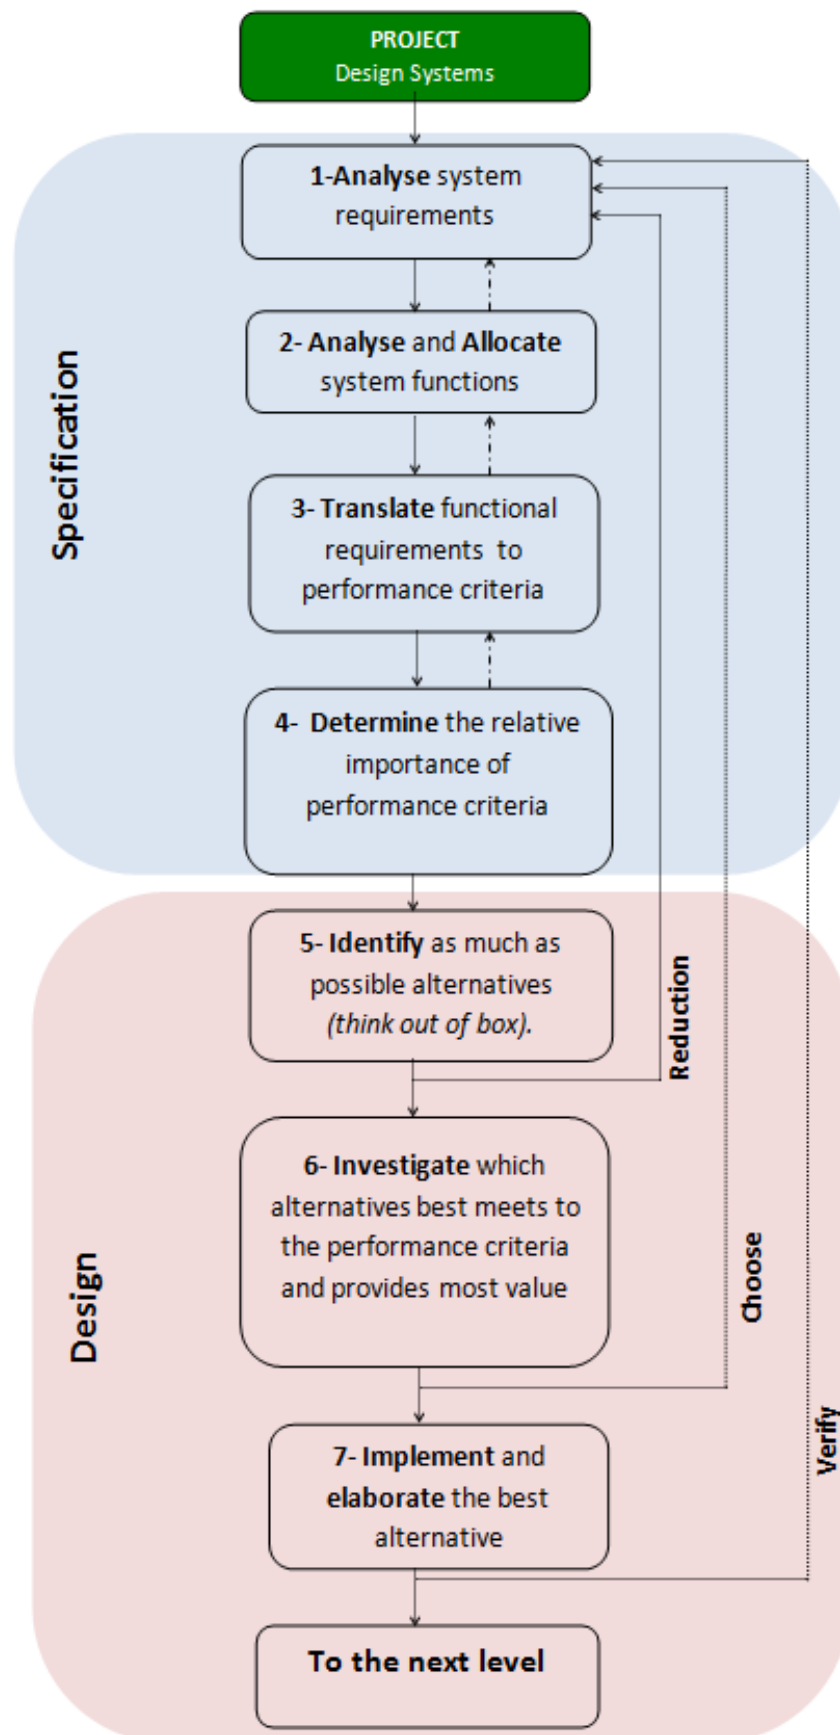 PROJECT
Design Systems
1-Analyse system
requirements
2- Analyse and Allocate
system functions
3- Translate functional
requirements to
performance criteria
4- Determine the relative
importance of
performance criteria
Specification
5- Identify as much as
possible alternatives
(think out of box).
Reduction
6- Investigate which
alternatives best meets to
the performance criteria
and provides most value
Choose
Design
7- Implement and
elaborate the best
alternative
Verify
To the next level